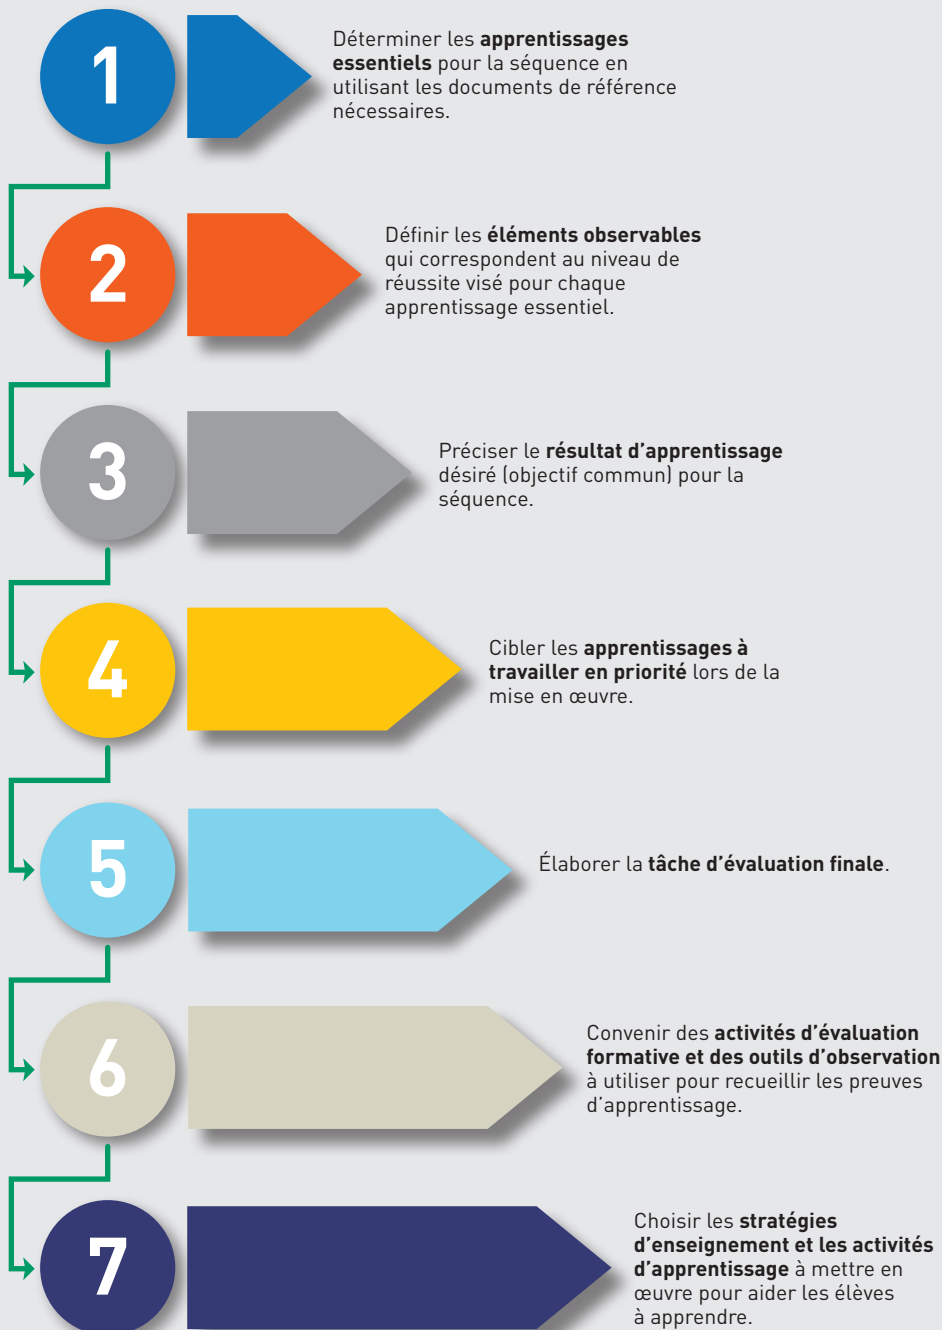 1
Déterminer les apprentissages
essentiels pour la séquence en
utilisant les documents de référence
nécessaires.
2
Définir les éléments observables
qui correspondent au niveau de
réussite visé pour chaque
apprentissage essentiel.
3
Préciser le résultat d'apprentissage
désiré (objectif commun) pour la
séquence.
4
Cibler les apprentissages à
travailler en priorité lors de la
mise en œuvre.
5
Élaborer la tâche d'évaluation finale.
6
Convenir des activités d'évaluation
formative et des outils d'observation
à utiliser pour recueillir les preuves
d'apprentissage.
7
Choisir les stratégies
d'enseignement et les activités
d'apprentissage à mettre en
œuvre pour aider les élèves
à apprendre.